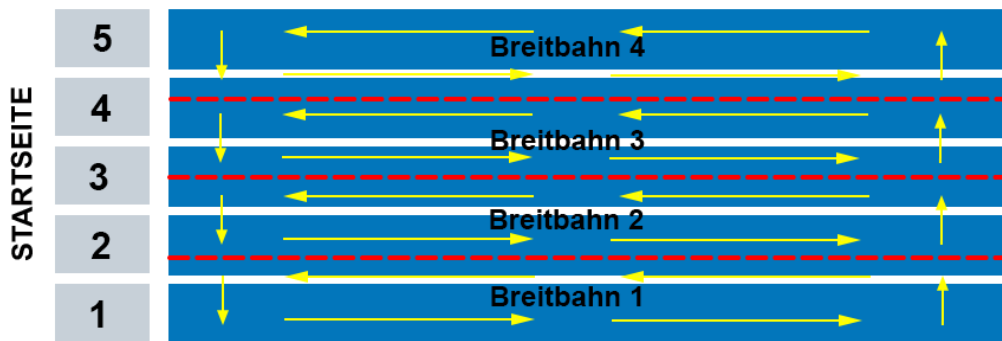 STARTSEITE
5
Breitbahn 4
4
Breitbahn 3
3
Breitbahn 2
2
Breitbahn 1
1